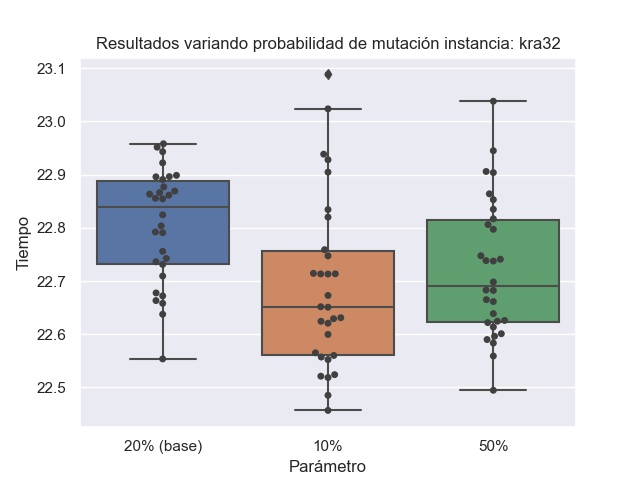 Resultados variando probabilidad de mutación instancia: kra32
23.1
23.0
22.9
22.8
22.7
22.6
22.5
Tiempo
20% (base)
10%
50%
Parámetro